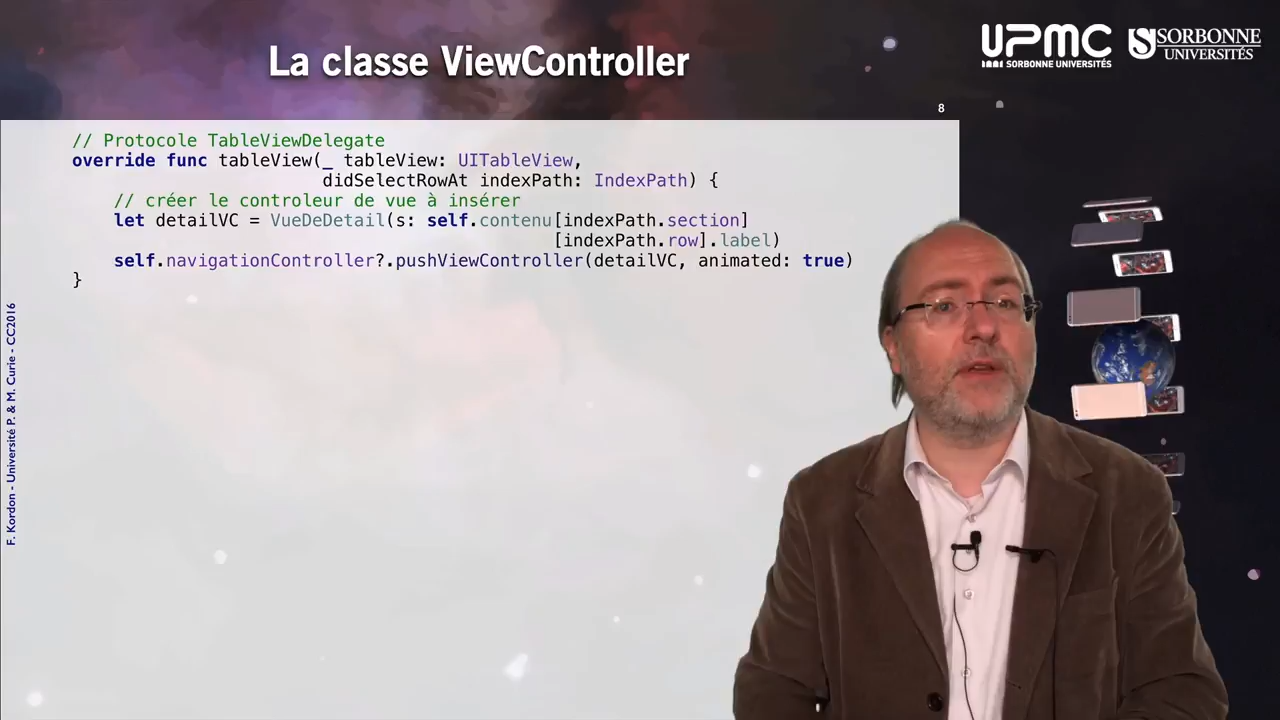 La classe ViewController
UPMC
SORBONNE UNIVERSITÉS
SORBONNE
UNIVERSITÉS
8
// Protocole TableViewDelegate
override func tableView(_ tableView: UITableView,
didSelectRowAt indexPath: IndexPath) {
// créer le controleur de vue à insérer
let detailVC = VueDeDetail(s: self.contenu[indexPath.section]
[indexPath.row].label)
self.navigationController?.pushViewController(detailVC, animated: true)
}
F. Kordon - Université P. & M. Curie - CC2016